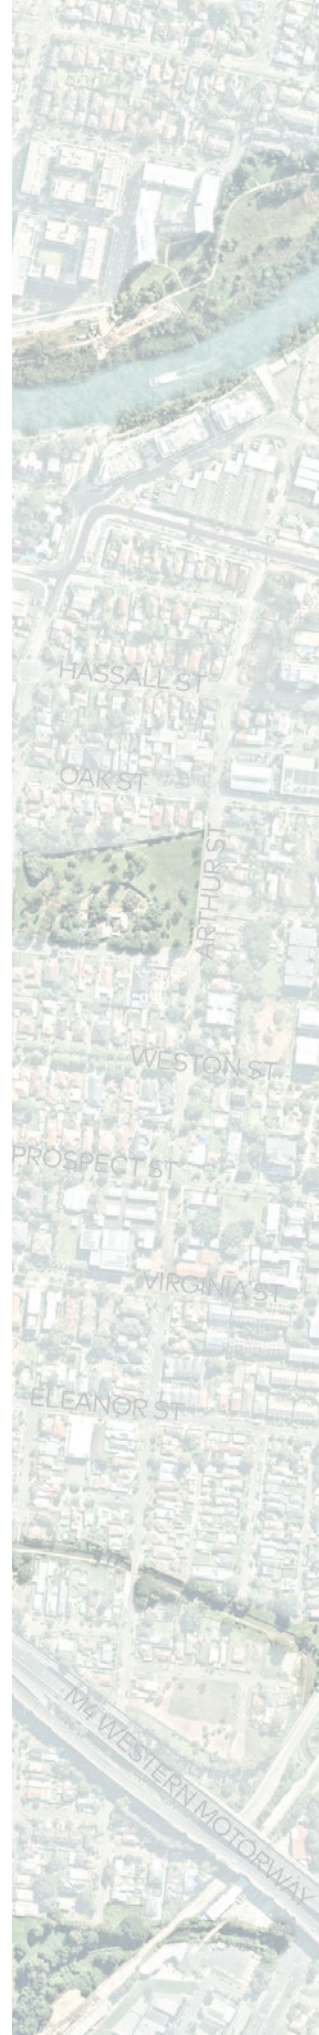 HASSALL ST
OAK ST
ARTHUR ST
WESTON ST
PROSPECT ST
VIRGINIA ST
ELEANOR ST
M4 WESTERN MOTORWAY